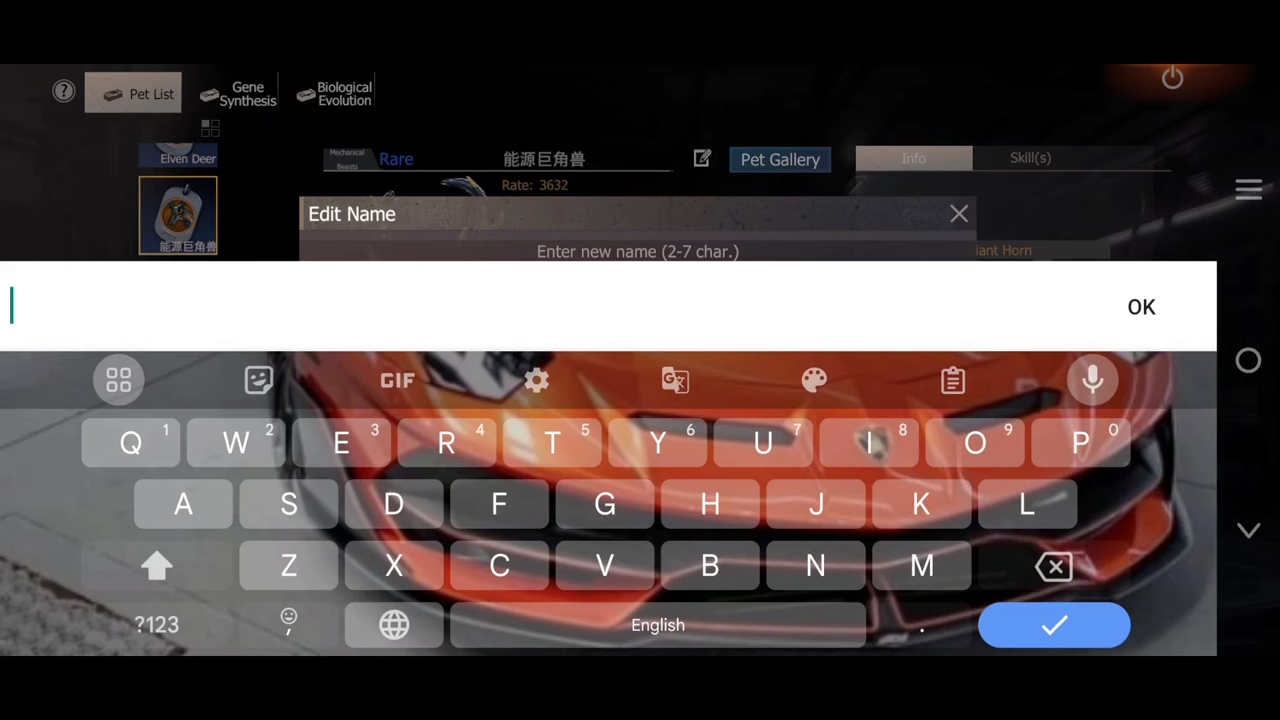 ? Pet List Gene Synthesis Biological Evolution
Elven Deer
Mechanical Beasts Rare 能源巨角兽 Pet Gallery Info Skill(s)
Rate: 3632
Edit Name
能源巨角兽
Enter new name (2-7 char.)
iant Horn
OK
GIF
Q 1 W 2 E 3 R 4 T 5 Y 6 U 7 I 8 O 9 P 0
A S D F G H J K L
Z X C V B N M
?123 , English .